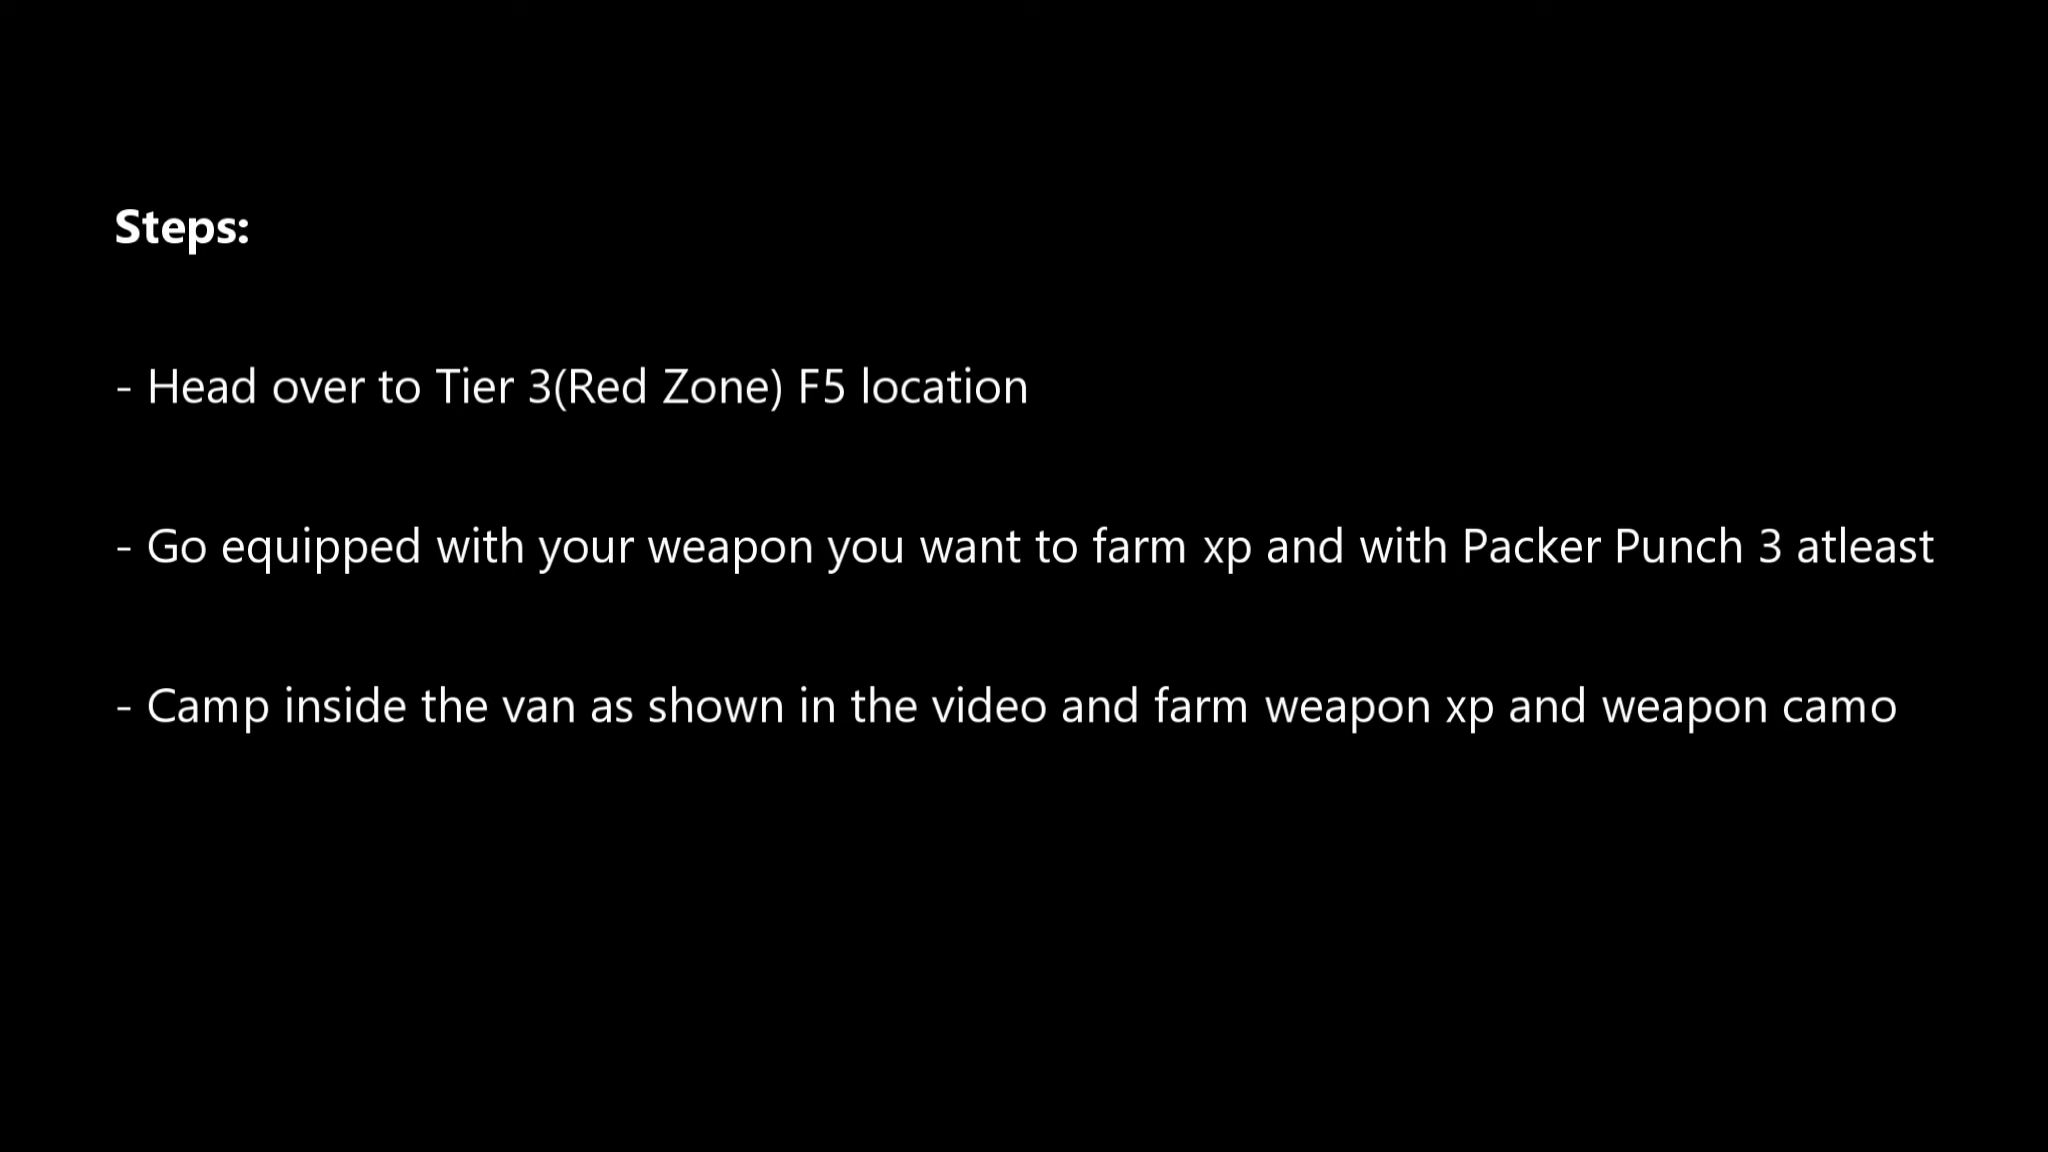 Steps:
- Head over to Tier 3(Red Zone) F5 location
- Go equipped with your weapon you want to farm xp and with Packer Punch 3 atleast
- Camp inside the van as shown in the video and farm weapon xp and weapon camo